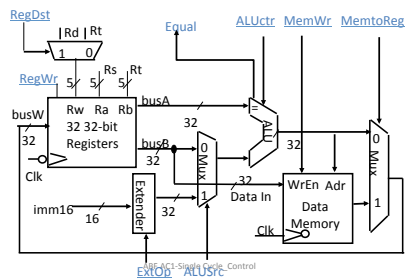 RegDst
Equal
ALUctr MemWr MemtoReg
Rd Rt
1 0
Rs Rt
RegWr 5 5 5
busA
Rw Ra Rb
busW
32
32 32-bit
Registers
busB
32
32
=
ALU
32
0
Mux
1
0
Mux
1
Clk
32
WrEn Adr
Data In
Data
Memory
imm16
16
Extender
32
Clk
ExtOp ALUSrc